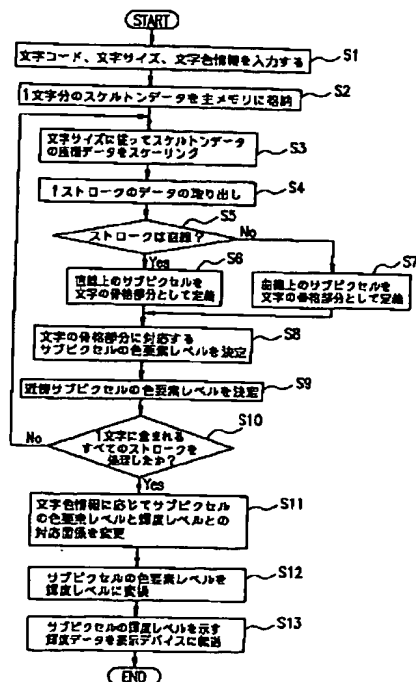 START
文字コード、文字サイズ、文字色情報を入力する
S1
1文字分のスケルトンデータを主メモリに格納
S2
文字サイズに従ってスケルトンデータ
の座標データをスケーリング
S3
1ストロークのデータの取り出し
S4
ストロークは直線?
S5
No
Yes
S6
直線上のサブピクセルを
文字の骨格部分として定義
S7
曲線上のサブピクセルを
文字の骨格部分として定義
文字の骨格部分に対応する
サブピクセルの色要素レベルを決定
S8
近傍サブピクセルの色要素レベルを決定
S9
1文字に含まれる
すべてのストロークを
処理したか?
S10
No
Yes
文字色情報に応じてサブピクセル
の色要素レベルと輝度レベルとの
対応関係を変更
S11
サブピクセルの色要素レベルを
輝度レベルに変換
S12
サブピクセルの輝度レベルを示す
輝度データを表示デバイスに転送
S13
END